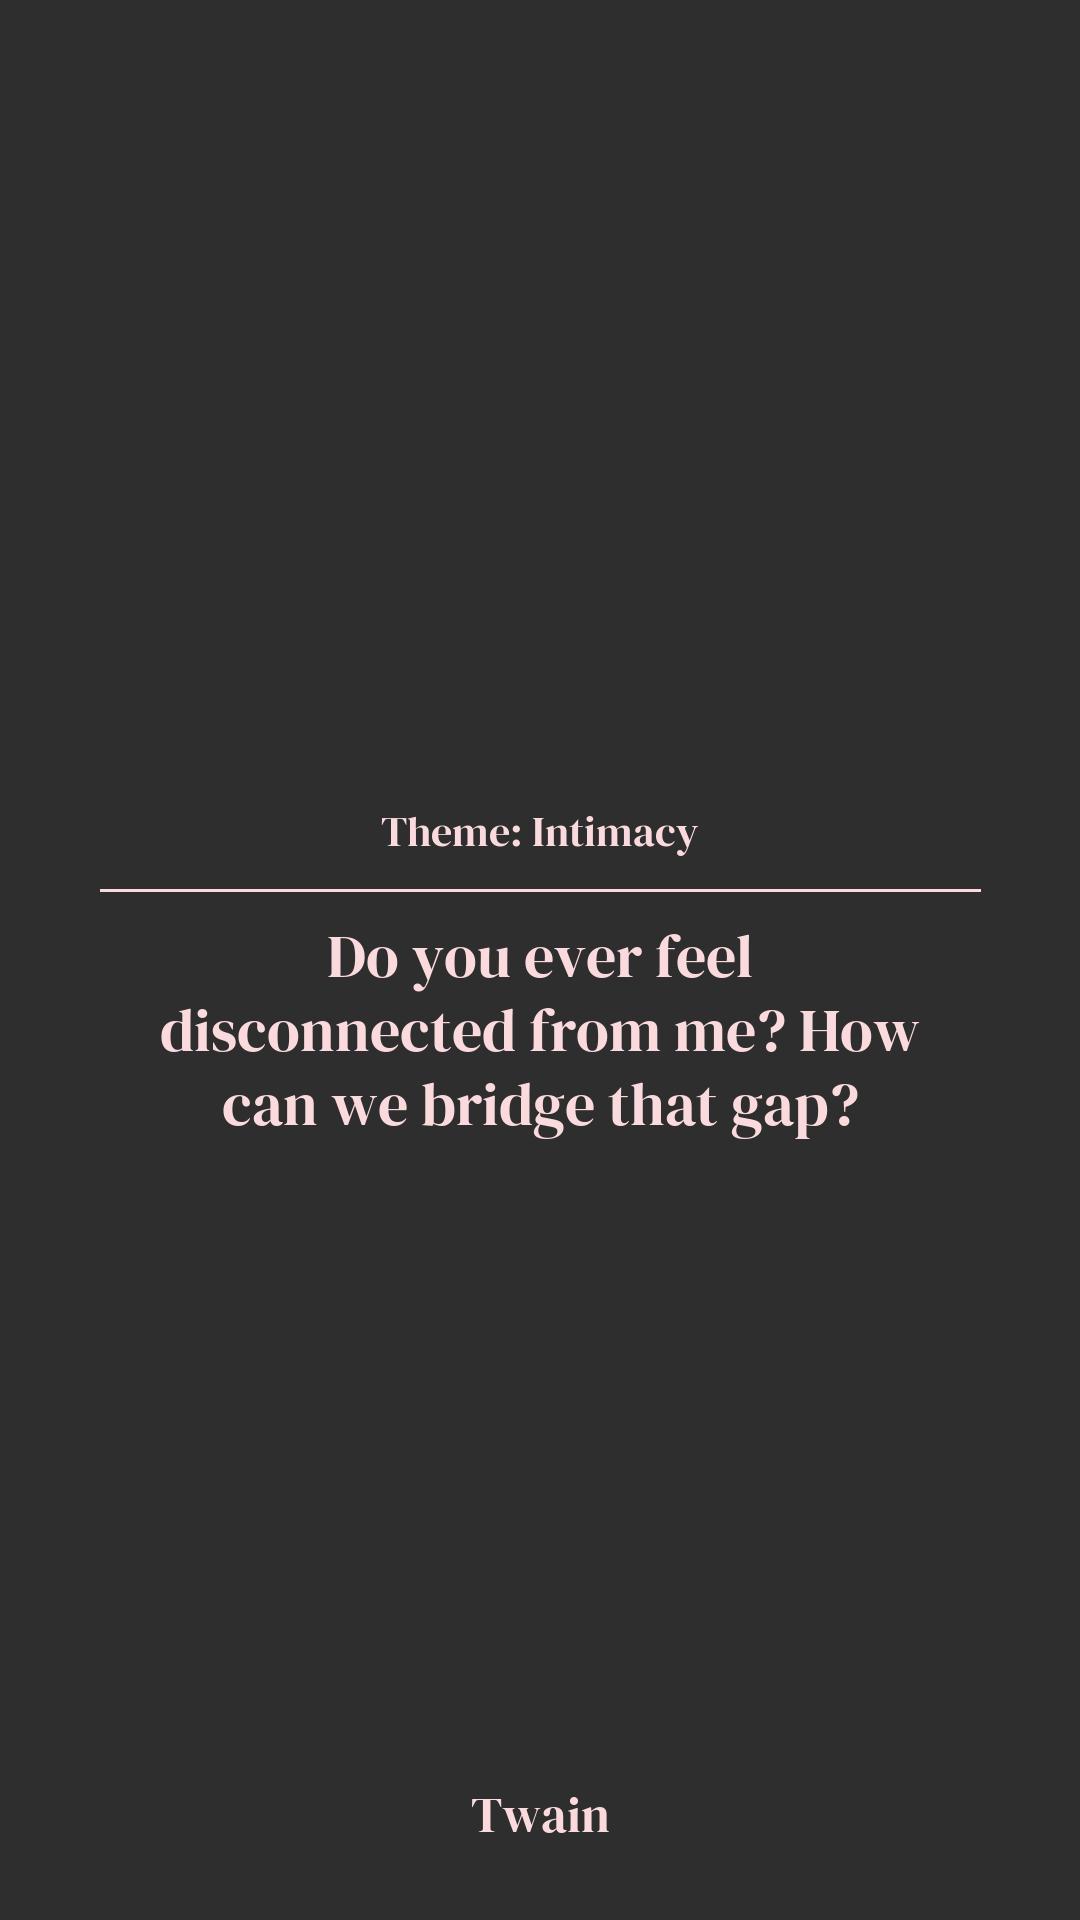 Theme: Intimacy
Do you ever feel
disconnected from me? How
can we bridge that gap?
Twain